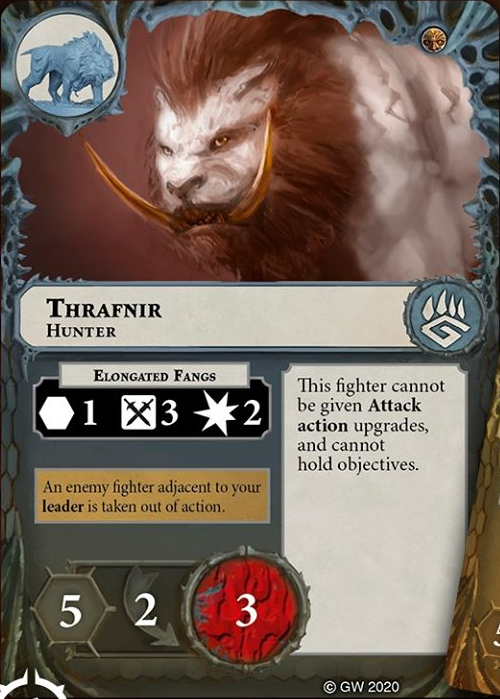 THRAFNIR
HUNTER
ELONGATED FANGS
1 3 2
This fighter cannot
be given Attack
action upgrades,
and cannot
hold objectives.
An enemy fighter adjacent to your
leader is taken out of action.
5 2 3
© GW 2020